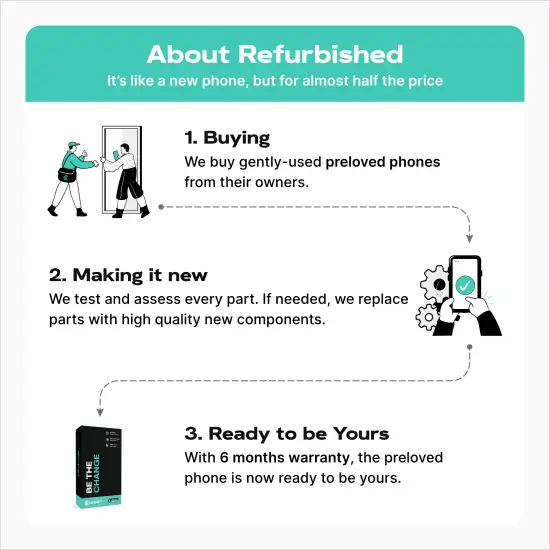 About Refurbished
It's like a new phone, but for almost half the price
1. Buying
We buy gently-used preloved phones
from their owners.
2. Making it new
We test and assess every part. If needed, we replace
parts with high quality new components.
3. Ready to be Yours
With 6 months warranty, the preloved
phone is now ready to be yours.
BE THE
CHANGE